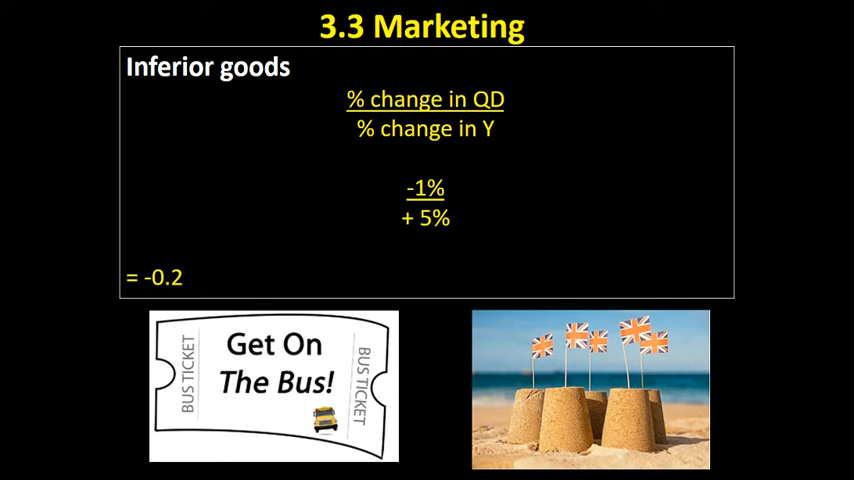 3.3 Marketing
Inferior goods
% change in QD
% change in Y
-1%
+ 5%
= -0.2
BUS TICKET
Get On
The Bus!
BUS TICKET